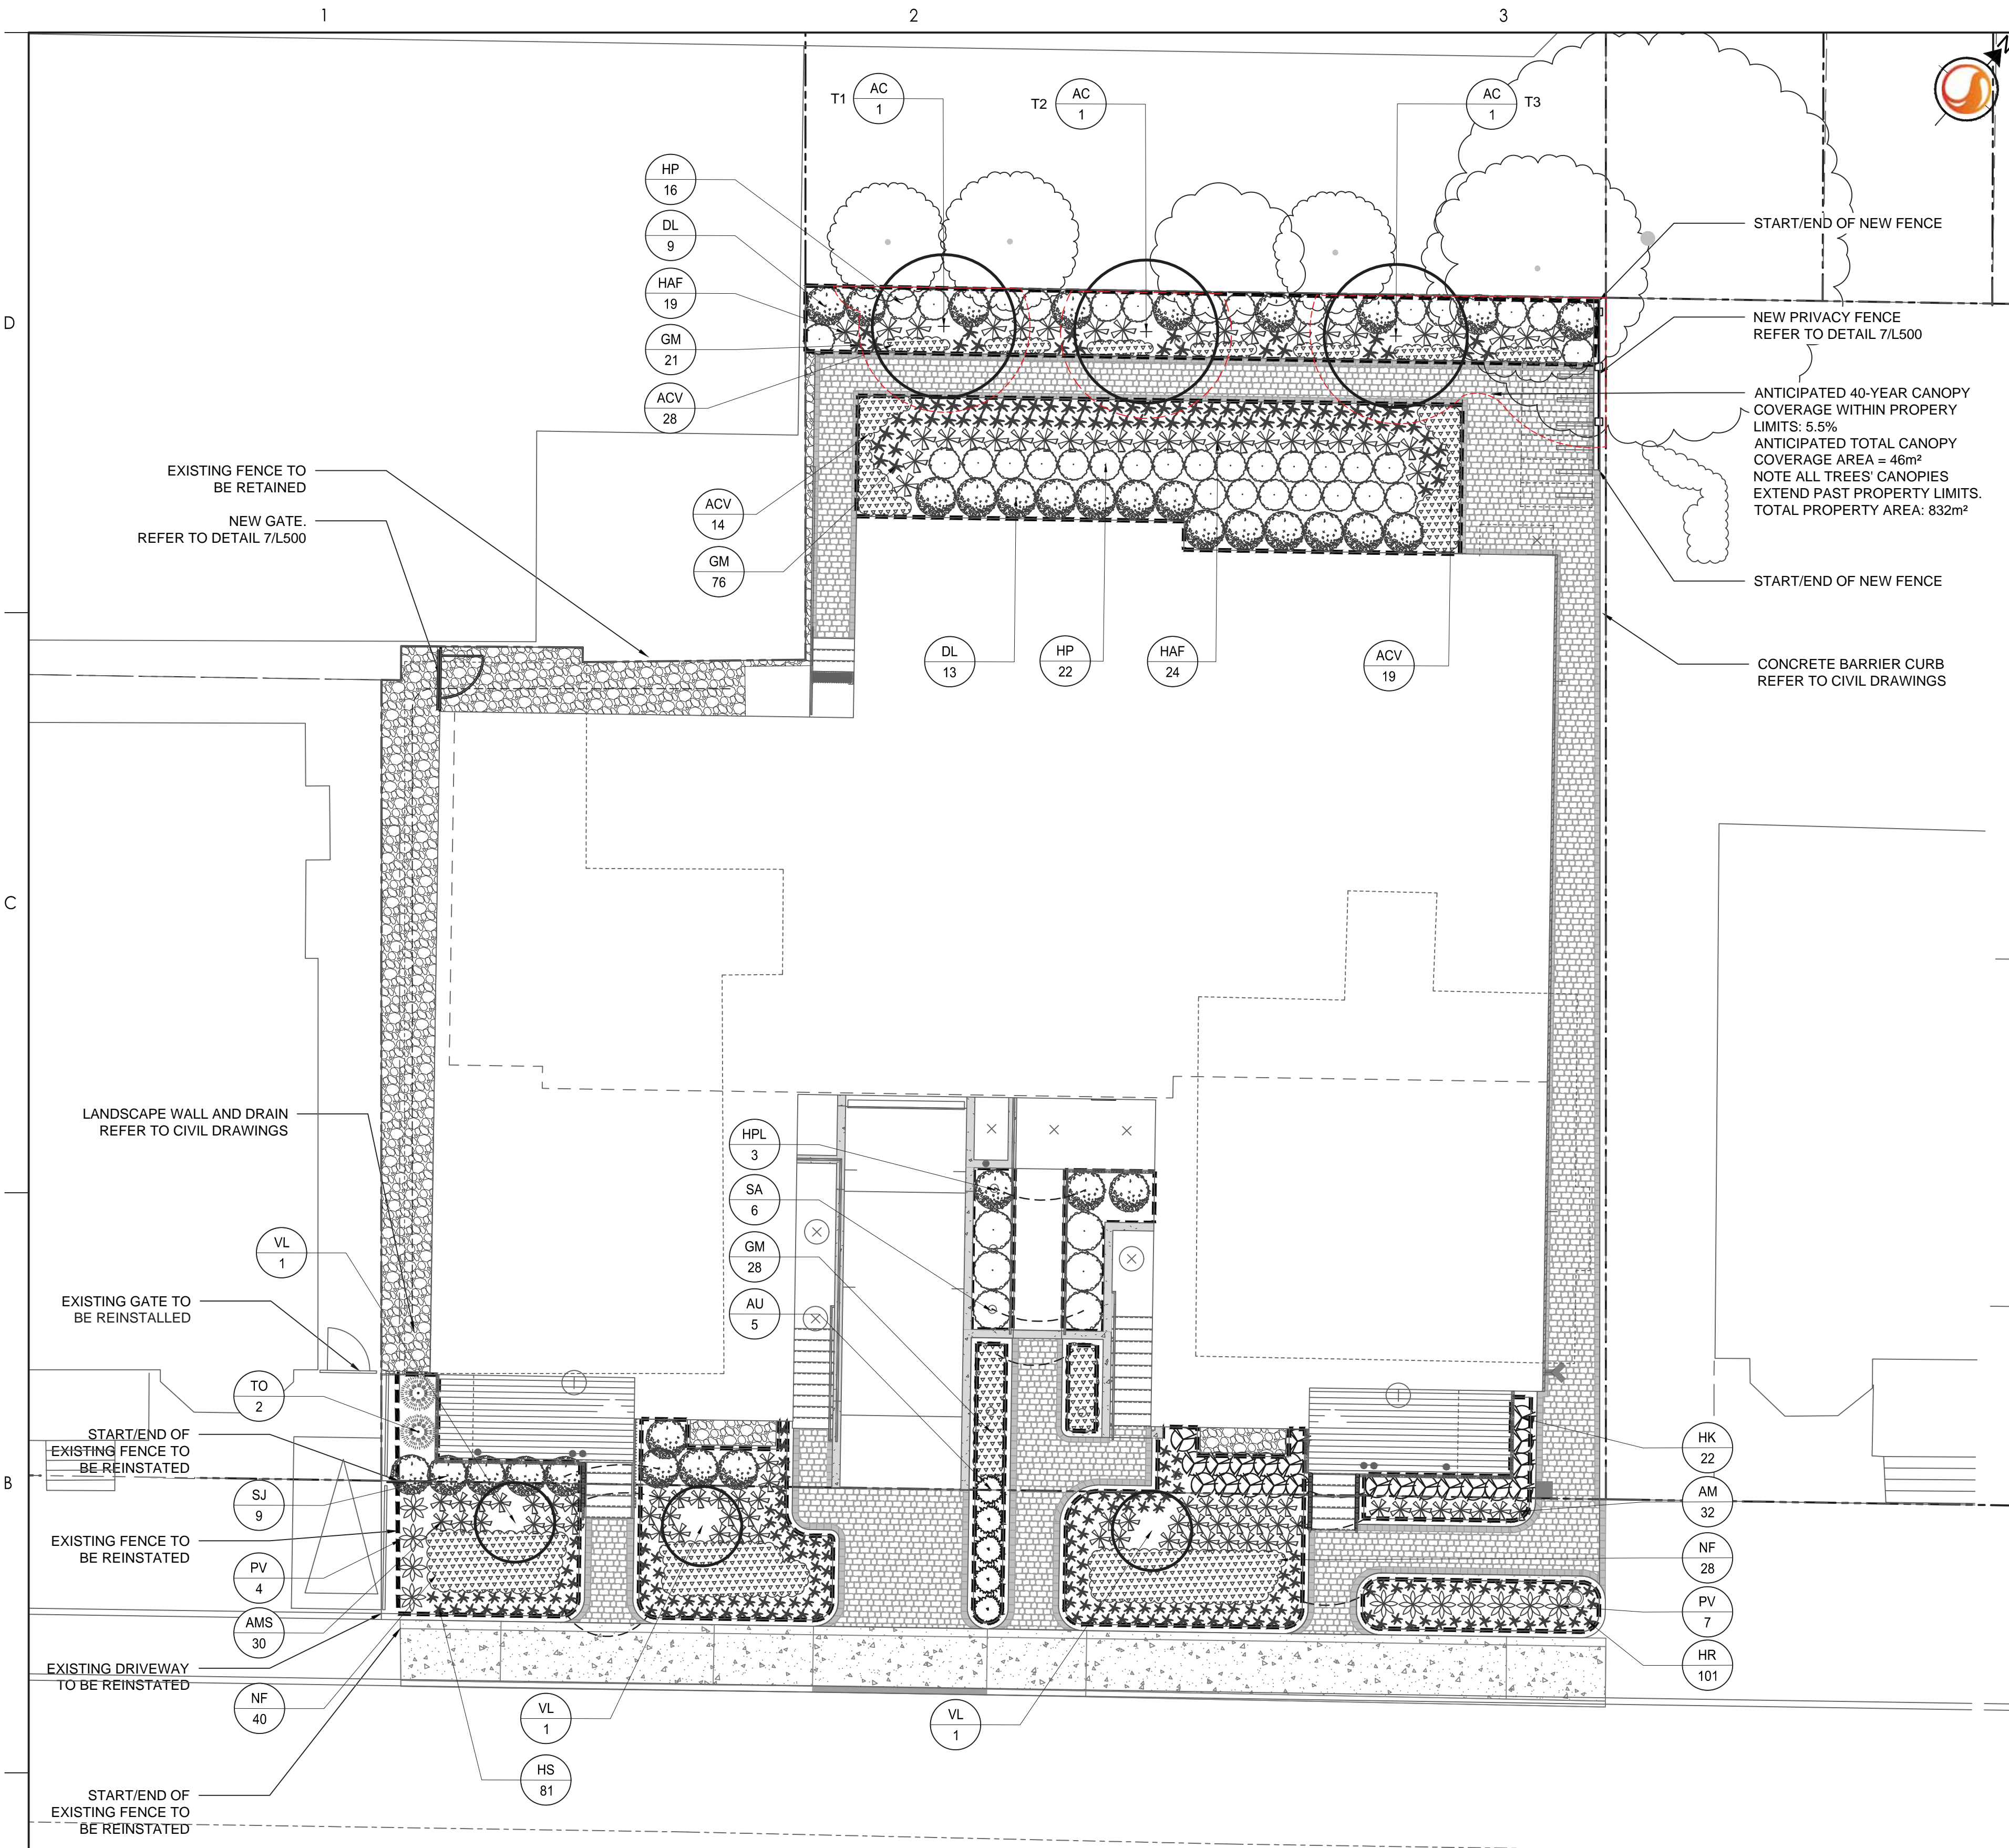 1
2
3
N
T1
AC
1
T2
AC
1
AC
1
T3
HP
16
DL
9
HAF
19
GM
21
ACV
28
START/END OF NEW FENCE
D
NEW PRIVACY FENCE
REFER TO DETAIL 7/L500
ANTICIPATED 40-YEAR CANOPY
COVERAGE WITHIN PROPERY
LIMITS: 5.5%
ANTICIPATED TOTAL CANOPY
COVERAGE AREA = 46m²
NOTE ALL TREES' CANOPIES
EXTEND PAST PROPERTY LIMITS.
TOTAL PROPERTY AREA: 832m²
EXISTING FENCE TO
BE RETAINED
NEW GATE.
REFER TO DETAIL 7/L500
ACV
14
GM
76
START/END OF NEW FENCE
DL
13
HP
22
HAF
24
ACV
19
CONCRETE BARRIER CURB
REFER TO CIVIL DRAWINGS
C
LANDSCAPE WALL AND DRAIN
REFER TO CIVIL DRAWINGS
HPL
3
SA
6
GM
28
AU
5
VL
1
EXISTING GATE TO
BE REINSTALLED
TO
2
START/END OF
EXISTING FENCE TO
BE REINSTATED
B
SJ
9
EXISTING FENCE TO
BE REINSTATED
PV
4
AMS
30
EXISTING DRIVEWAY
TO BE REINSTATED
NF
40
HK
22
AM
32
NF
28
PV
7
HR
101
VL
1
VL
1
HS
81
START/END OF
EXISTING FENCE TO
BE REINSTATED